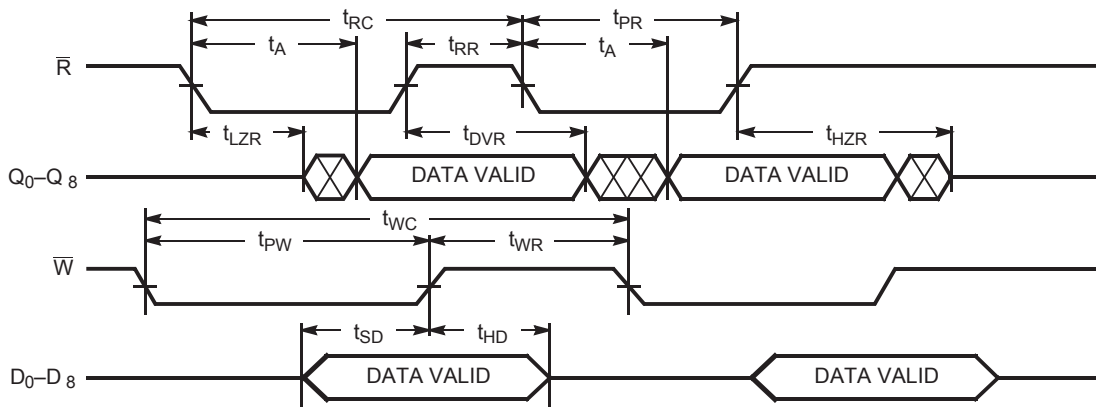 tRC tPR
tA tRR tA
R̅
tLZR tDVR tHZR
Q0–Q8 DATA VALID DATA VALID
tWC
tPW tWR
W̅
tSD tHD
D0–D8 DATA VALID DATA VALID